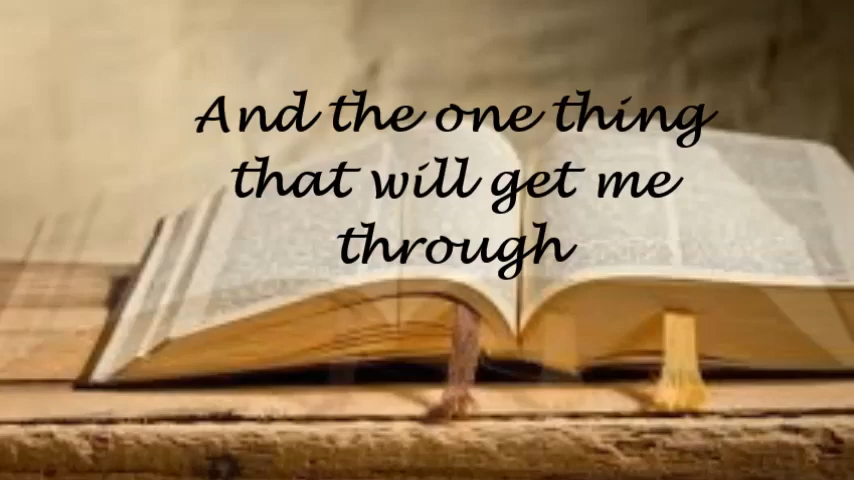 And the one thing
that will get me
through